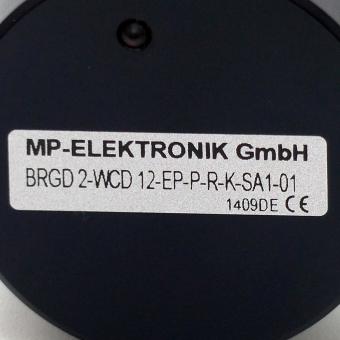 MP-ELEKTRONIK GmbH
BRGD 2-WCD 12-EP-P-R-K-SA1-01
1409DE CE